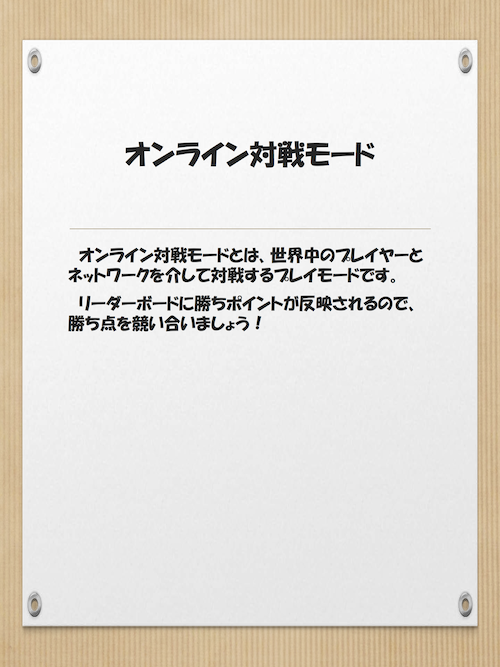 オンライン対戦モード
オンライン対戦モードとは、世界中のプレイヤーと
ネットワークを介して対戦するプレイモードです。
リーダーボードに勝ちポイントが反映されるので、
勝ち点を競い合いましょう！